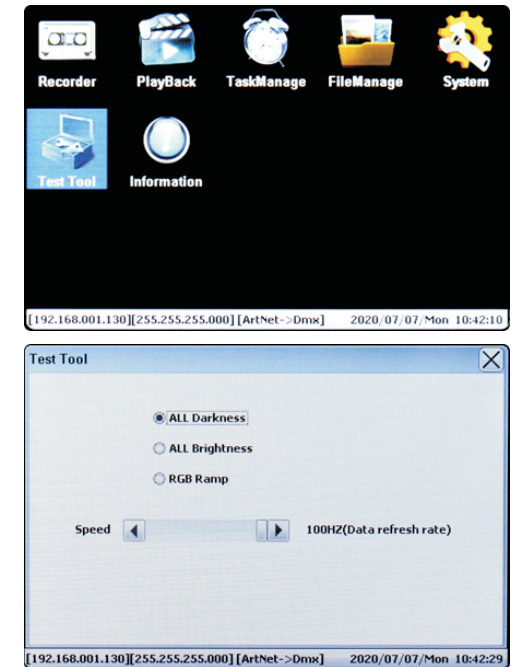 Recorder PlayBack TaskManage FileManage System
Test Tool Information
[192.168.001.130][255.255.255.000] [ArtNet->Dmx] 2020/07/07/Mon 10:42:10
Test Tool
ALL Darkness
ALL Brightness
RGB Ramp
Speed 100HZ(Data refresh rate)
[192.168.001.130][255.255.255.000] [ArtNet->Dmx] 2020/07/07/Mon 10:42:29